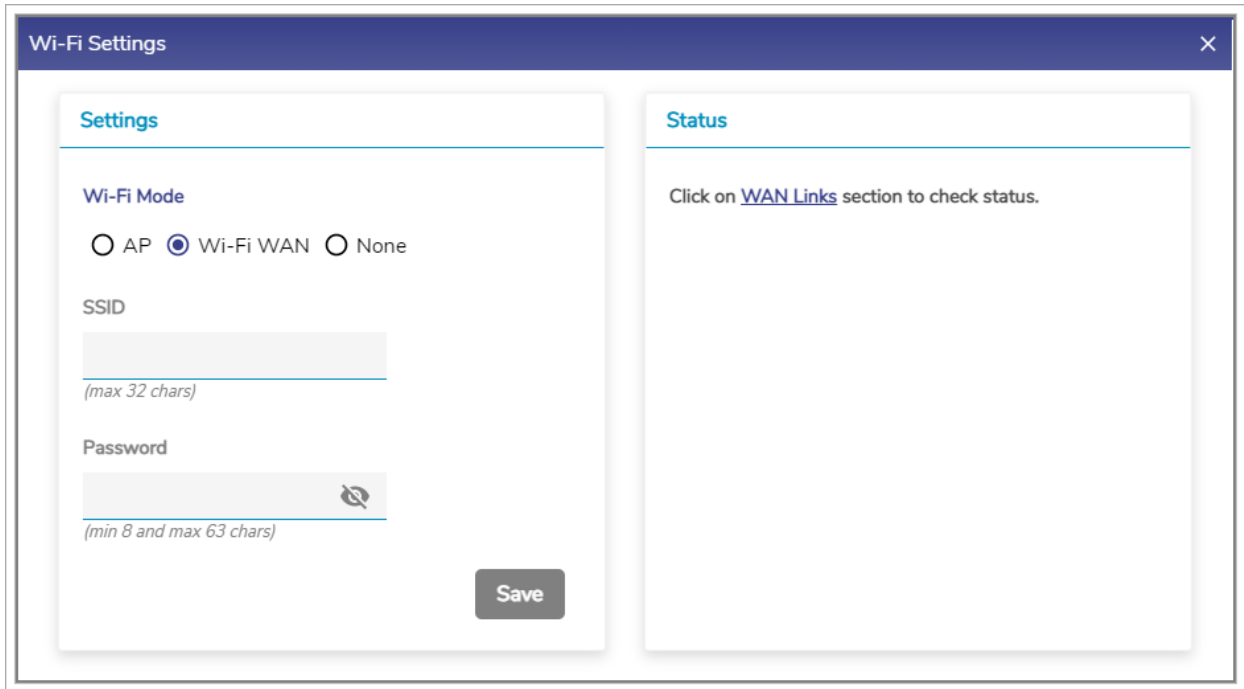 Wi-Fi Settings
Settings
Wi-Fi Mode
AP Wi-Fi WAN None
SSID
(max 32 chars)
Password
(min 8 and max 63 chars)
Save
Status
Click on WAN Links section to check status.